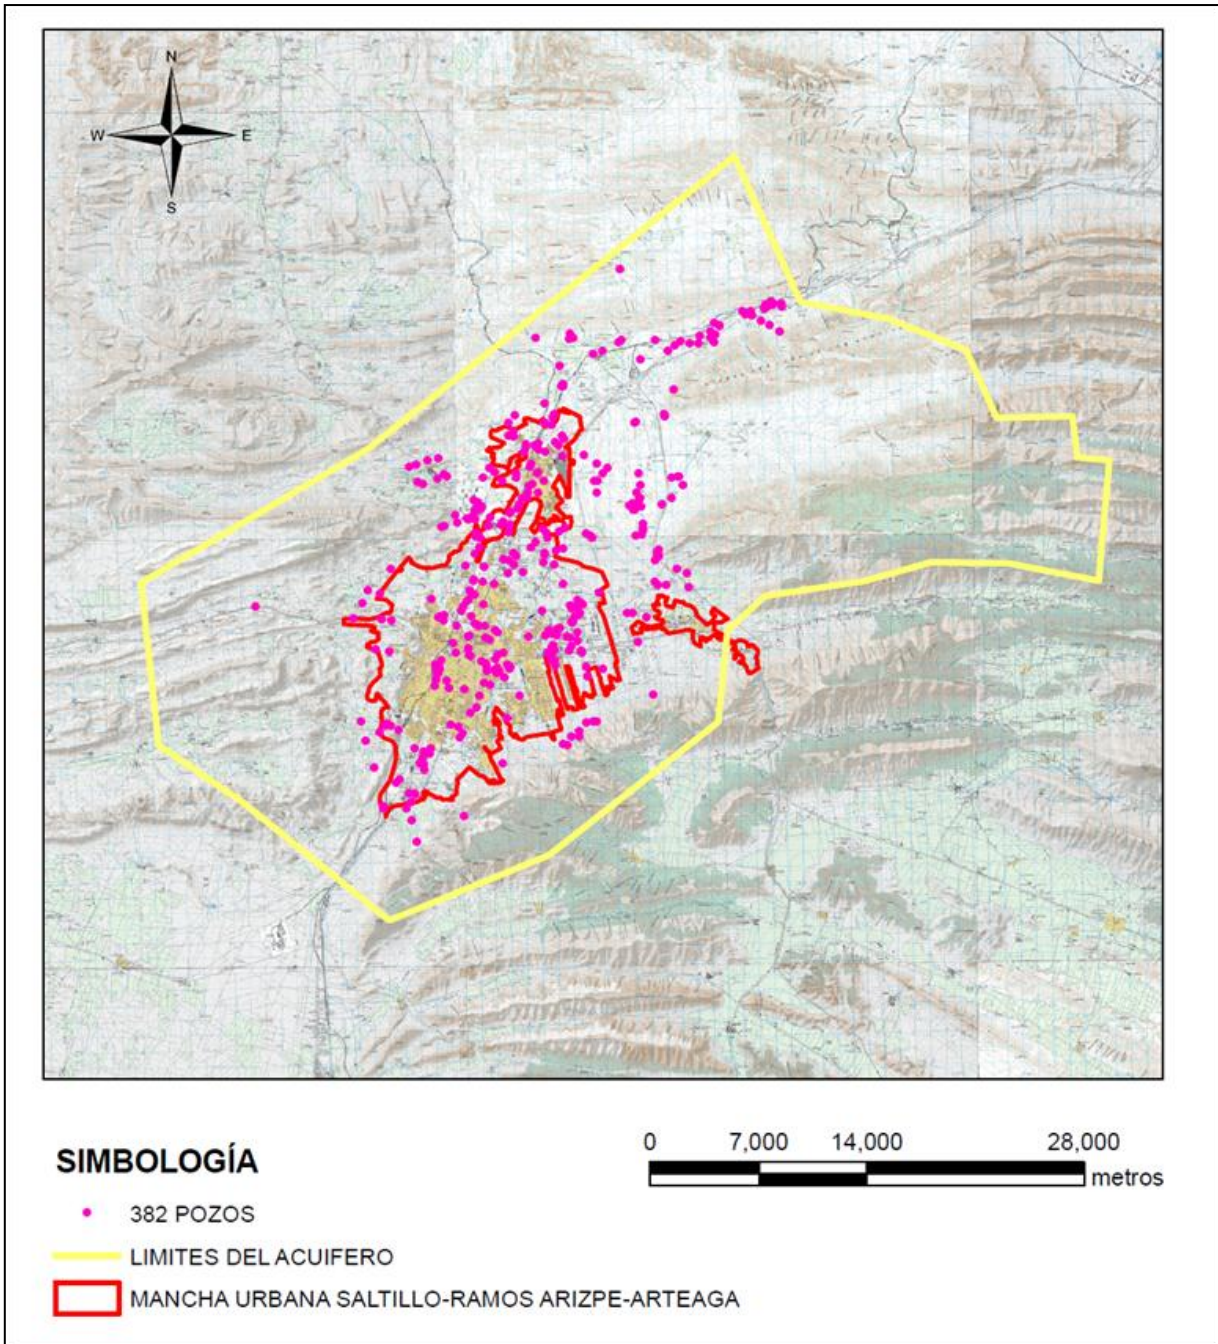 N
W E
S
SIMBOLOGÍA
0 7,000 14,000 28,000
metros
382 POZOS
LIMITES DEL ACUIFERO
MANCHA URBANA SALTILLO-RAMOS ARIZPE-ARTEAGA